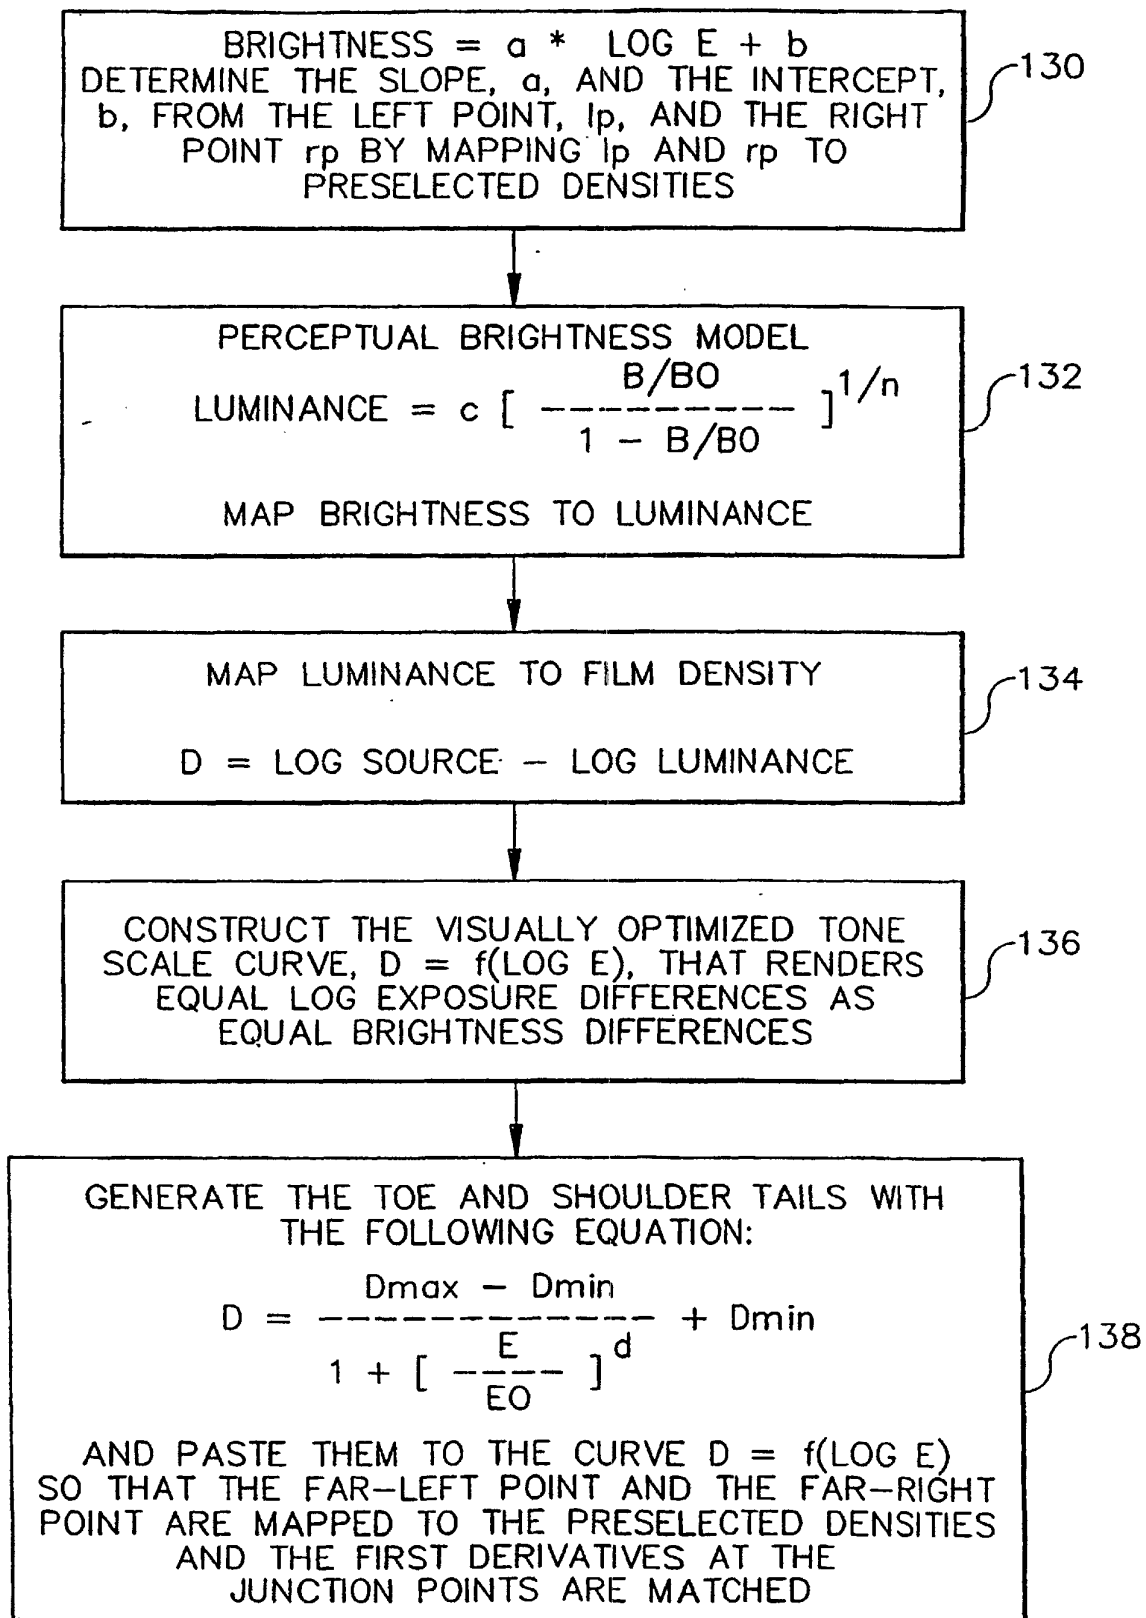 BRIGHTNESS = a * LOG E + b
DETERMINE THE SLOPE, a, AND THE INTERCEPT,
b, FROM THE LEFT POINT, lp, AND THE RIGHT
POINT rp BY MAPPING lp AND rp TO
PRESELECTED DENSITIES
130
PERCEPTUAL BRIGHTNESS MODEL
B/B0
LUMINANCE = c [ ---------- ]1/n
1 - B/B0
MAP BRIGHTNESS TO LUMINANCE
132
MAP LUMINANCE TO FILM DENSITY
D = LOG SOURCE - LOG LUMINANCE
134
CONSTRUCT THE VISUALLY OPTIMIZED TONE
SCALE CURVE, D = f(LOG E), THAT RENDERS
EQUAL LOG EXPOSURE DIFFERENCES AS
EQUAL BRIGHTNESS DIFFERENCES
136
GENERATE THE TOE AND SHOULDER TAILS WITH
THE FOLLOWING EQUATION:
Dmax - Dmin
D = ------------- + Dmin
E
1 + [ ----- ]d
E0
138
AND PASTE THEM TO THE CURVE D = f(LOG E)
SO THAT THE FAR-LEFT POINT AND THE FAR-RIGHT
POINT ARE MAPPED TO THE PRESELECTED DENSITIES
AND THE FIRST DERIVATIVES AT THE
JUNCTION POINTS ARE MATCHED